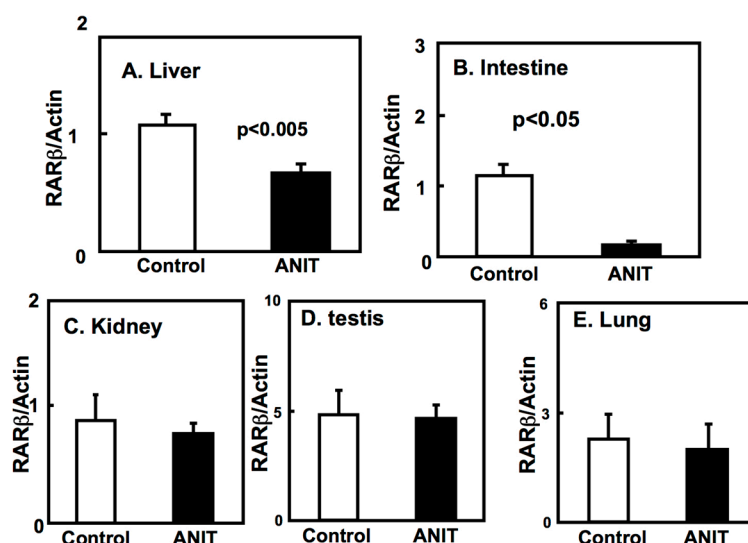 A. Liver
RARβ/Actin
2
1
0
p<0.005
Control ANIT
B. Intestine
RARβ/Actin
3
2
1
0
p<0.05
Control ANIT
C. Kidney
RARβ/Actin
2
1
0
Control ANIT
D. testis
RARβ/Actin
10
5
0
Control ANIT
E. Lung
RARβ/Actin
6
3
0
Control ANIT